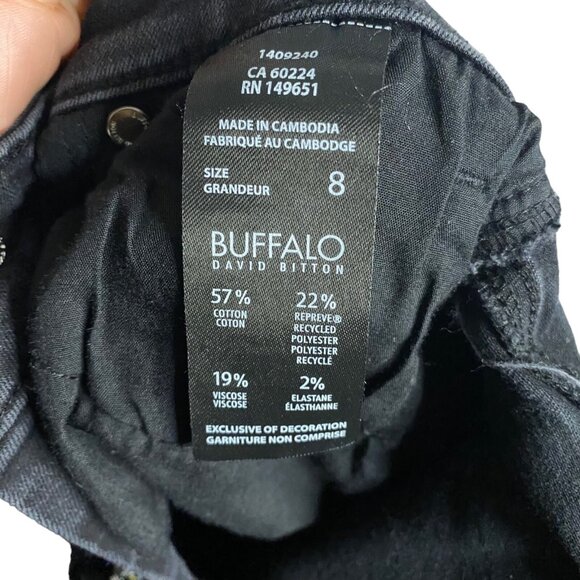 1409240
CA 60224
RN 149651
MADE IN CAMBODIA
FABRIQUÉ AU CAMBODGE
SIZE
GRANDEUR 8
BUFFALO
DAVID BITTON
57%
COTTON
COTON
22%
REPREVE®
RECYCLED
POLYESTER
POLYESTER
RECYCLÉ
19%
VISCOSE
VISCOSE
2%
ELASTANE
ÉLASTHANNE
EXCLUSIVE OF DECORATION
GARNITURE NON COMPRISE